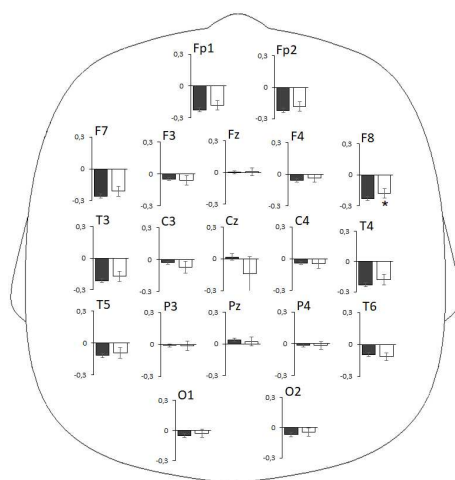 Fp1 Fp2
0,3 0,3
0 0
-0,3 -0,3
F7 F3 Fz F4 F8
0,3 0,3 0,3 0,3 0,3
0 0 0 0 0
-0,3 -0,3 -0,3 -0,3 -0,3
*
T3 C3 Cz C4 T4
0,3 0,3 0,3 0,3 0,3
0 0 0 0 0
-0,3 -0,3 -0.3 -0,3 -0,3
T5 P3 Pz P4 T6
0,3 0,3 0,3 0,3 0,3
0 0 0 0 0
-0,3 -0,3 -0,3 -0,3 -0,3
O1 O2
0,3 0,3
0 0
-0,3 -0,3